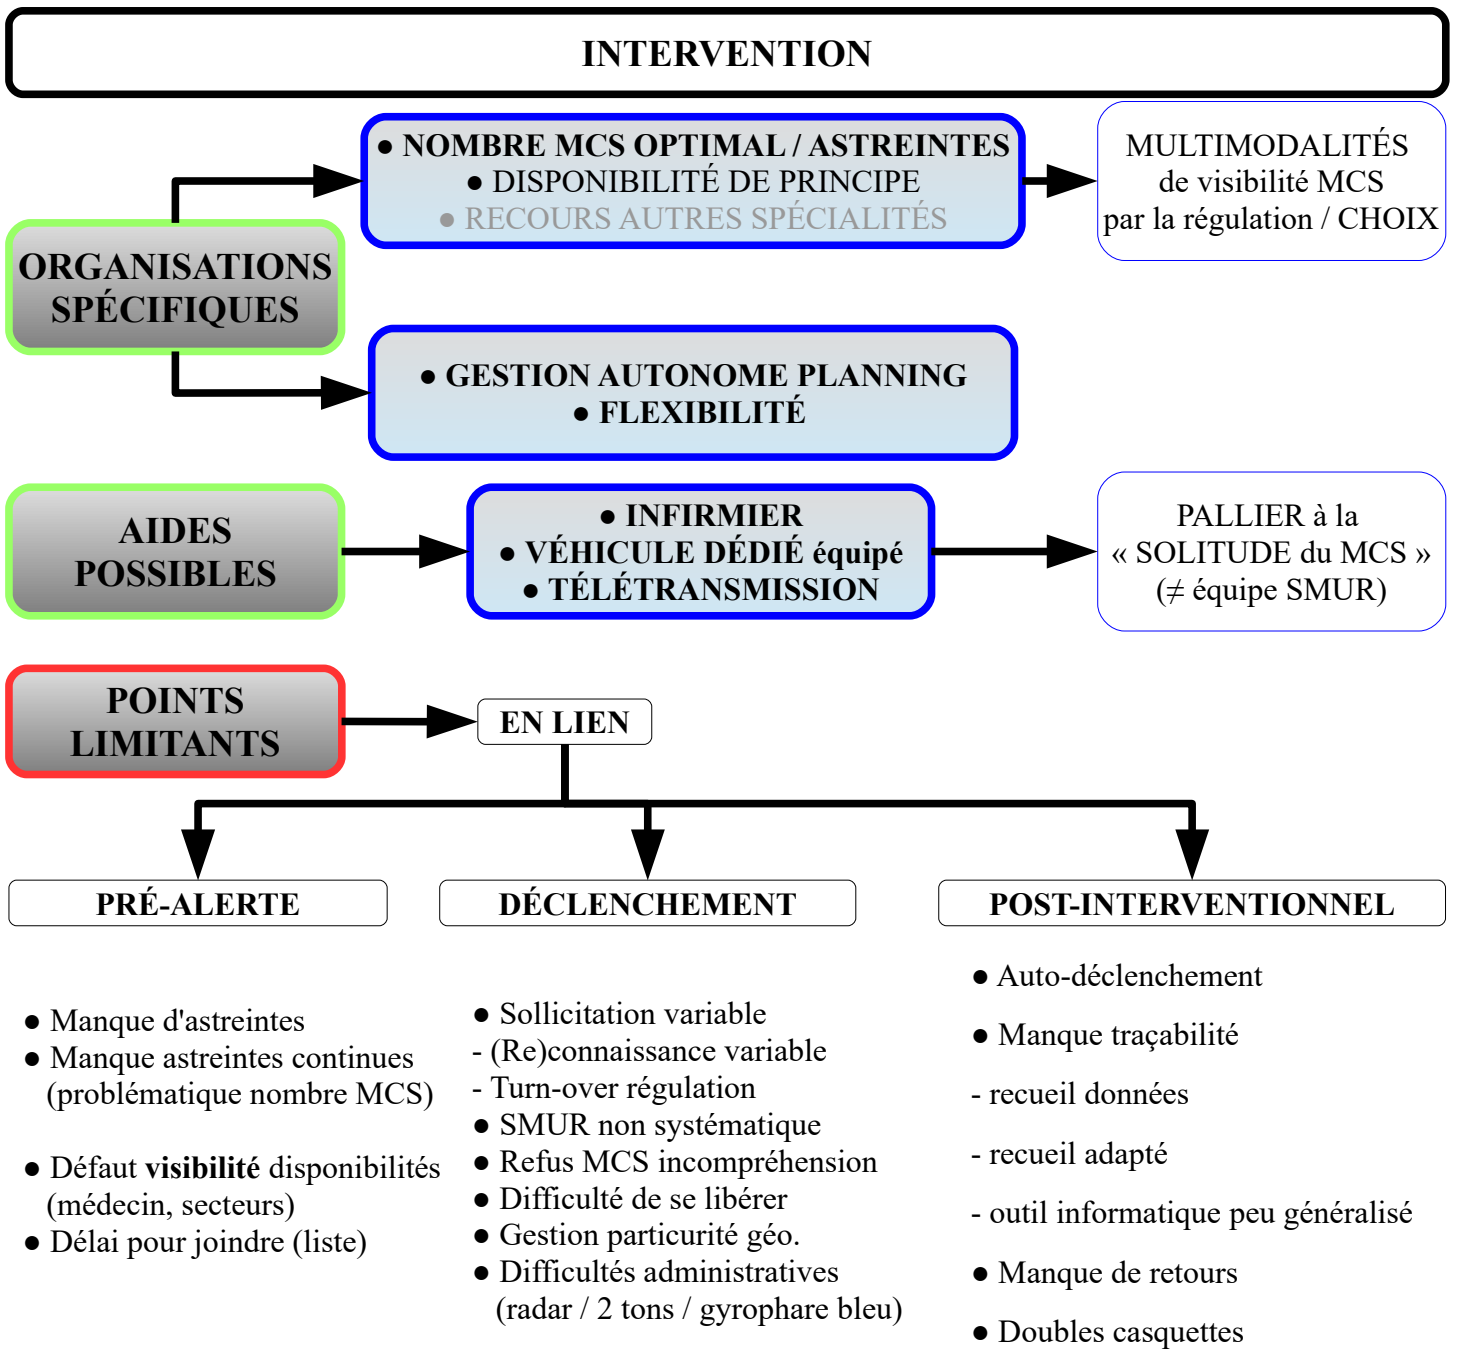 INTERVENTION
● NOMBRE MCS OPTIMAL / ASTREINTES
● DISPONIBILITÉ DE PRINCIPE
● RECOURS AUTRES SPÉCIALITÉS
MULTIMODALITÉS
de visibilité MCS
par la régulation / CHOIX
ORGANISATIONS
SPÉCIFIQUES
● GESTION AUTONOME PLANNING
● FLEXIBILITÉ
AIDES
POSSIBLES
● INFIRMIER
● VÉHICULE DÉDIÉ équipé
● TÉLÉTRANSMISSION
PALLIER à la
« SOLITUDE du MCS »
(≠ équipe SMUR)
POINTS
LIMITANTS
EN LIEN
PRÉ-ALERTE
● Manque d'astreintes
● Manque astreintes continues
(problématique nombre MCS)
● Défaut visibilité disponibilités
(médecin, secteurs)
● Délai pour joindre (liste)
DÉCLENCHEMENT
● Sollicitation variable
- (Re)connaissance variable
- Turn-over régulation
● SMUR non systématique
● Refus MCS incompréhension
● Difficulté de se libérer
● Gestion particurité géo.
● Difficultés administratives
(radar / 2 tons / gyrophare bleu)
POST-INTERVENTIONNEL
● Auto-déclenchement
● Manque traçabilité
- recueil données
- recueil adapté
- outil informatique peu généralisé
● Manque de retours
● Doubles casquettes